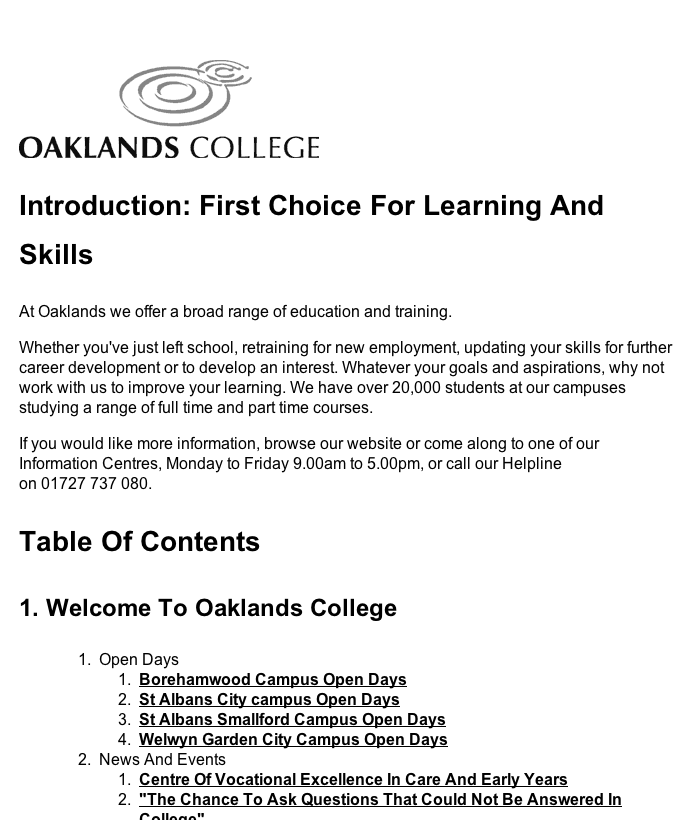 OAKLANDS COLLEGE
Introduction: First Choice For Learning And
Skills
At Oaklands we offer a broad range of education and training.
Whether you've just left school, retraining for new employment, updating your skills for further
career development or to develop an interest. Whatever your goals and aspirations, why not
work with us to improve your learning. We have over 20,000 students at our campuses
studying a range of full time and part time courses.
If you would like more information, browse our website or come along to one of our
Information Centres, Monday to Friday 9.00am to 5.00pm, or call our Helpline
on 01727 737 080.
Table Of Contents
1. Welcome To Oaklands College
1. Open Days
1. Borehamwood Campus Open Days
2. St Albans City campus Open Days
3. St Albans Smallford Campus Open Days
4. Welwyn Garden City Campus Open Days
2. News And Events
1. Centre Of Vocational Excellence In Care And Early Years
2. "The Chance To Ask Questions That Could Not Be Answered In
College"